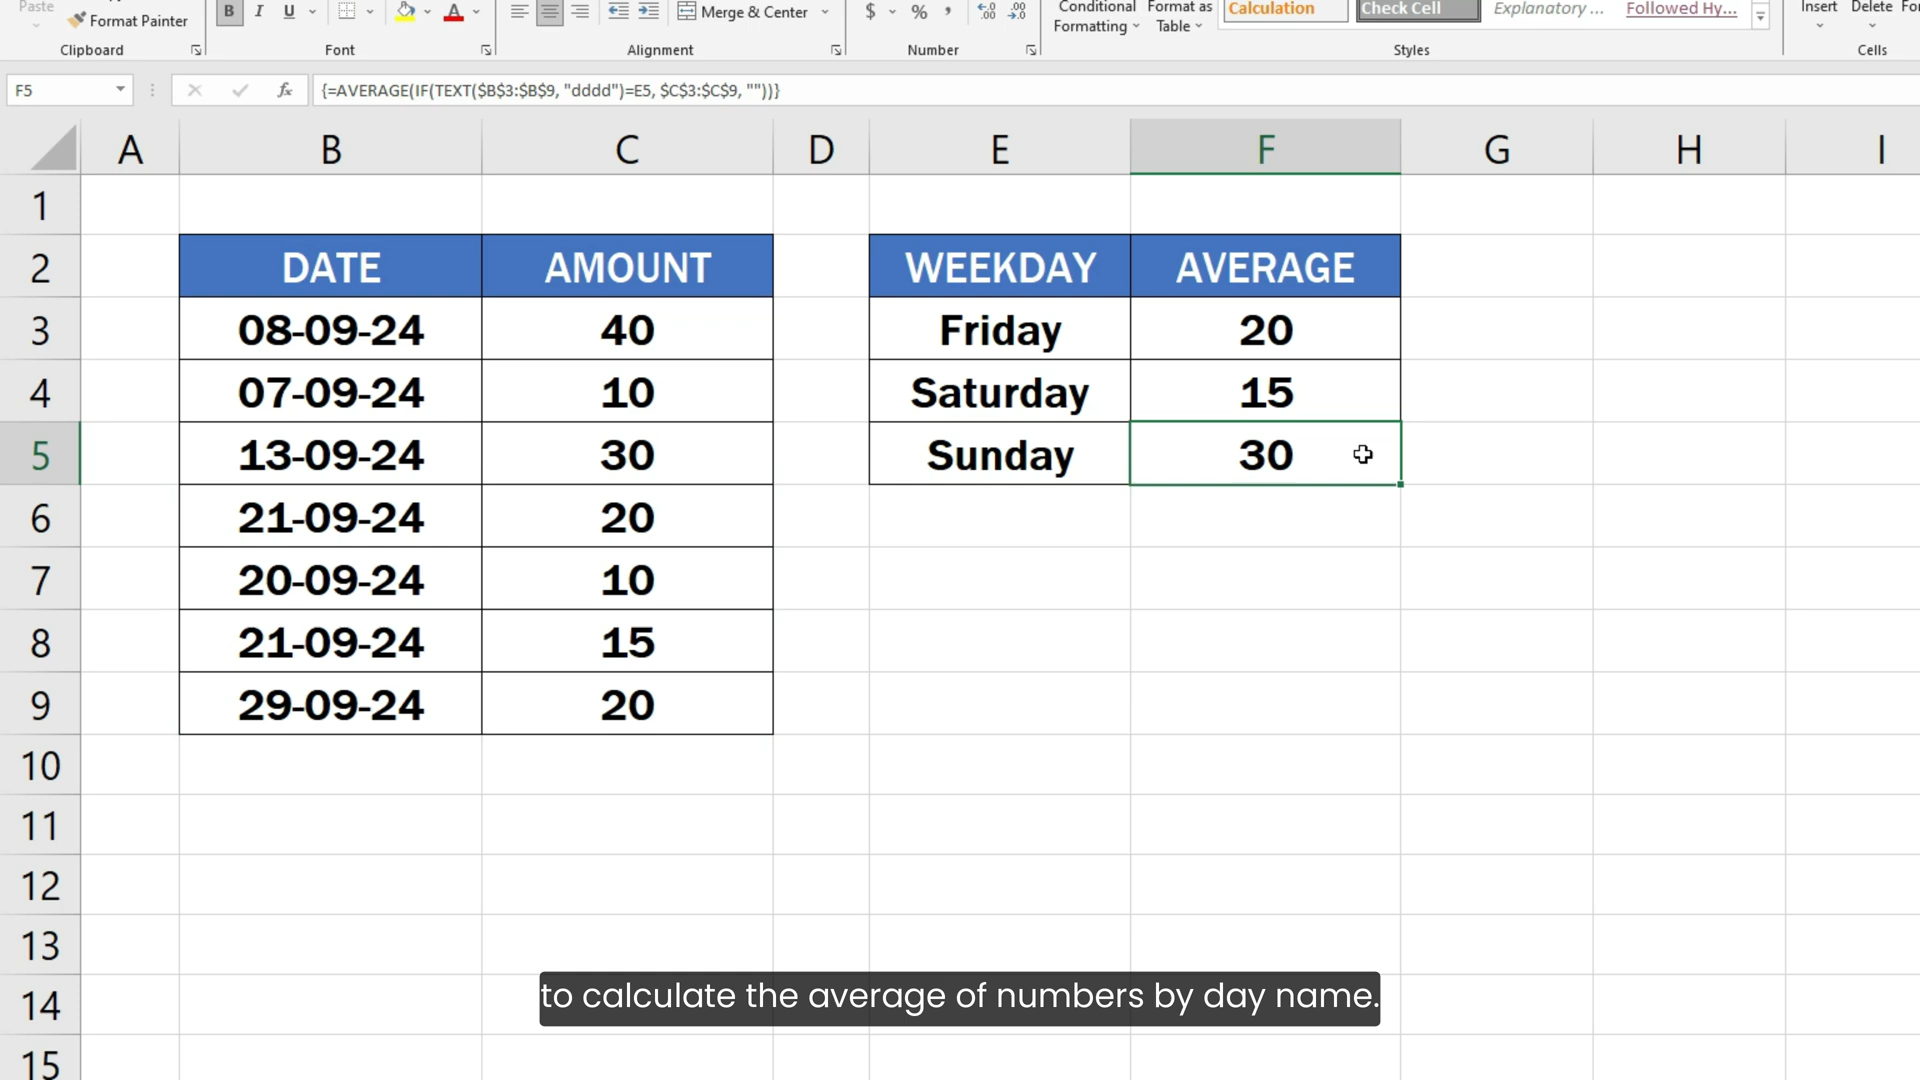 Paste
Format Painter
B I U
A
Merge & Center
$ % ,
Conditional
Formatting
Format as
Table
Calculation
Check Cell
Explanatory ...
Followed Hy...
Insert
Delete
Clipboard
Font
Alignment
Number
Styles
Cells
F5
fx
{=AVERAGE(IF(TEXT($B$3:$B$9, "dddd")=E5, $C$3:$C$9, ""))}
A B C D E F G H I
1
2 DATE AMOUNT WEEKDAY AVERAGE
3 08-09-24 40 Friday 20
4 07-09-24 10 Saturday 15
5 13-09-24 30 Sunday 30
6 21-09-24 20
7 20-09-24 10
8 21-09-24 15
9 29-09-24 20
10
11
12
13
14
15
to calculate the average of numbers by day name.